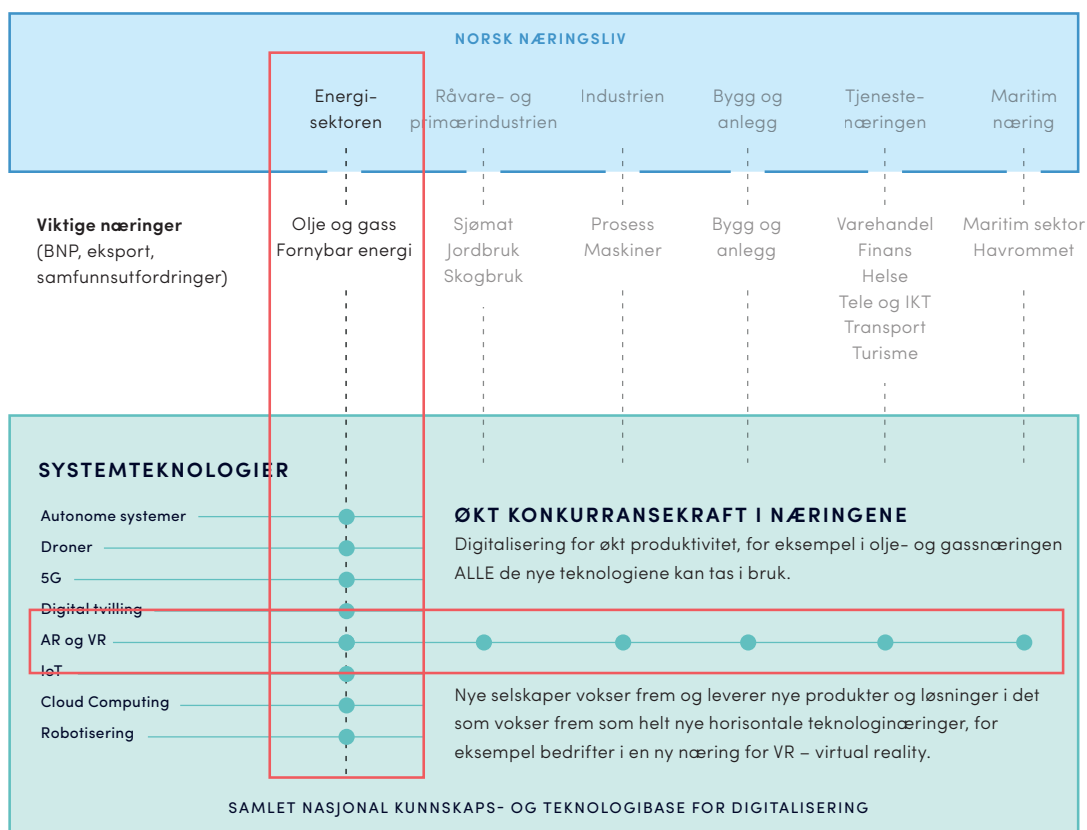 NORSK NÆRINGSLIV
Energi-
sektoren
Råvare- og
primærindustrien
Industrien
Bygg og
anlegg
Tjeneste-
næringen
Maritim
næring
Viktige næringer
(BNP, eksport,
samfunnsutfordringer)
Olje og gass
Fornybar energi
Sjømat
Jordbruk
Skogbruk
Prosess
Maskiner
Bygg og
anlegg
Varehandel
Finans
Helse
Tele og IKT
Transport
Turisme
Maritim sektor
Havrommet
SYSTEMTEKNOLOGIER
Autonome systemer
Droner
5G
Digital tvilling
AR og VR
IoT
Cloud Computing
Robotisering
ØKT KONKURRANSEKRAFT I NÆRINGENE
Digitalisering for økt produktivitet, for eksempel i olje- og gassnæringen
ALLE de nye teknologiene kan tas i bruk.
Nye selskaper vokser frem og leverer nye produkter og løsninger i det
som vokser frem som helt nye horisontale teknologinæringer, for
eksempel bedrifter i en ny næring for VR – virtual reality.
SAMLET NASJONAL KUNNSKAPS- OG TEKNOLOGIBASE FOR DIGITALISERING